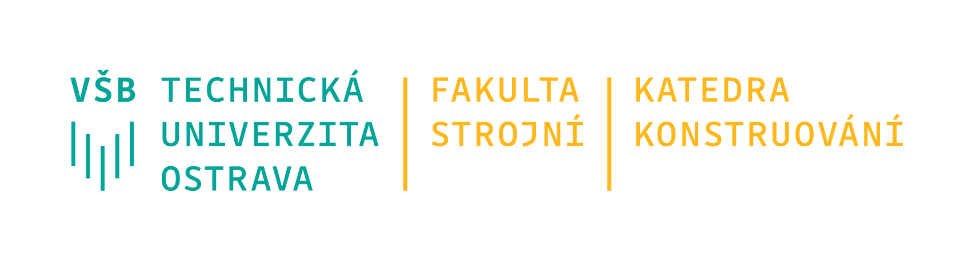 VŠB TECHNICKÁ
UNIVERZITA
OSTRAVA
FAKULTA
STROJNÍ
KATEDRA
KONSTRUOVÁNÍ